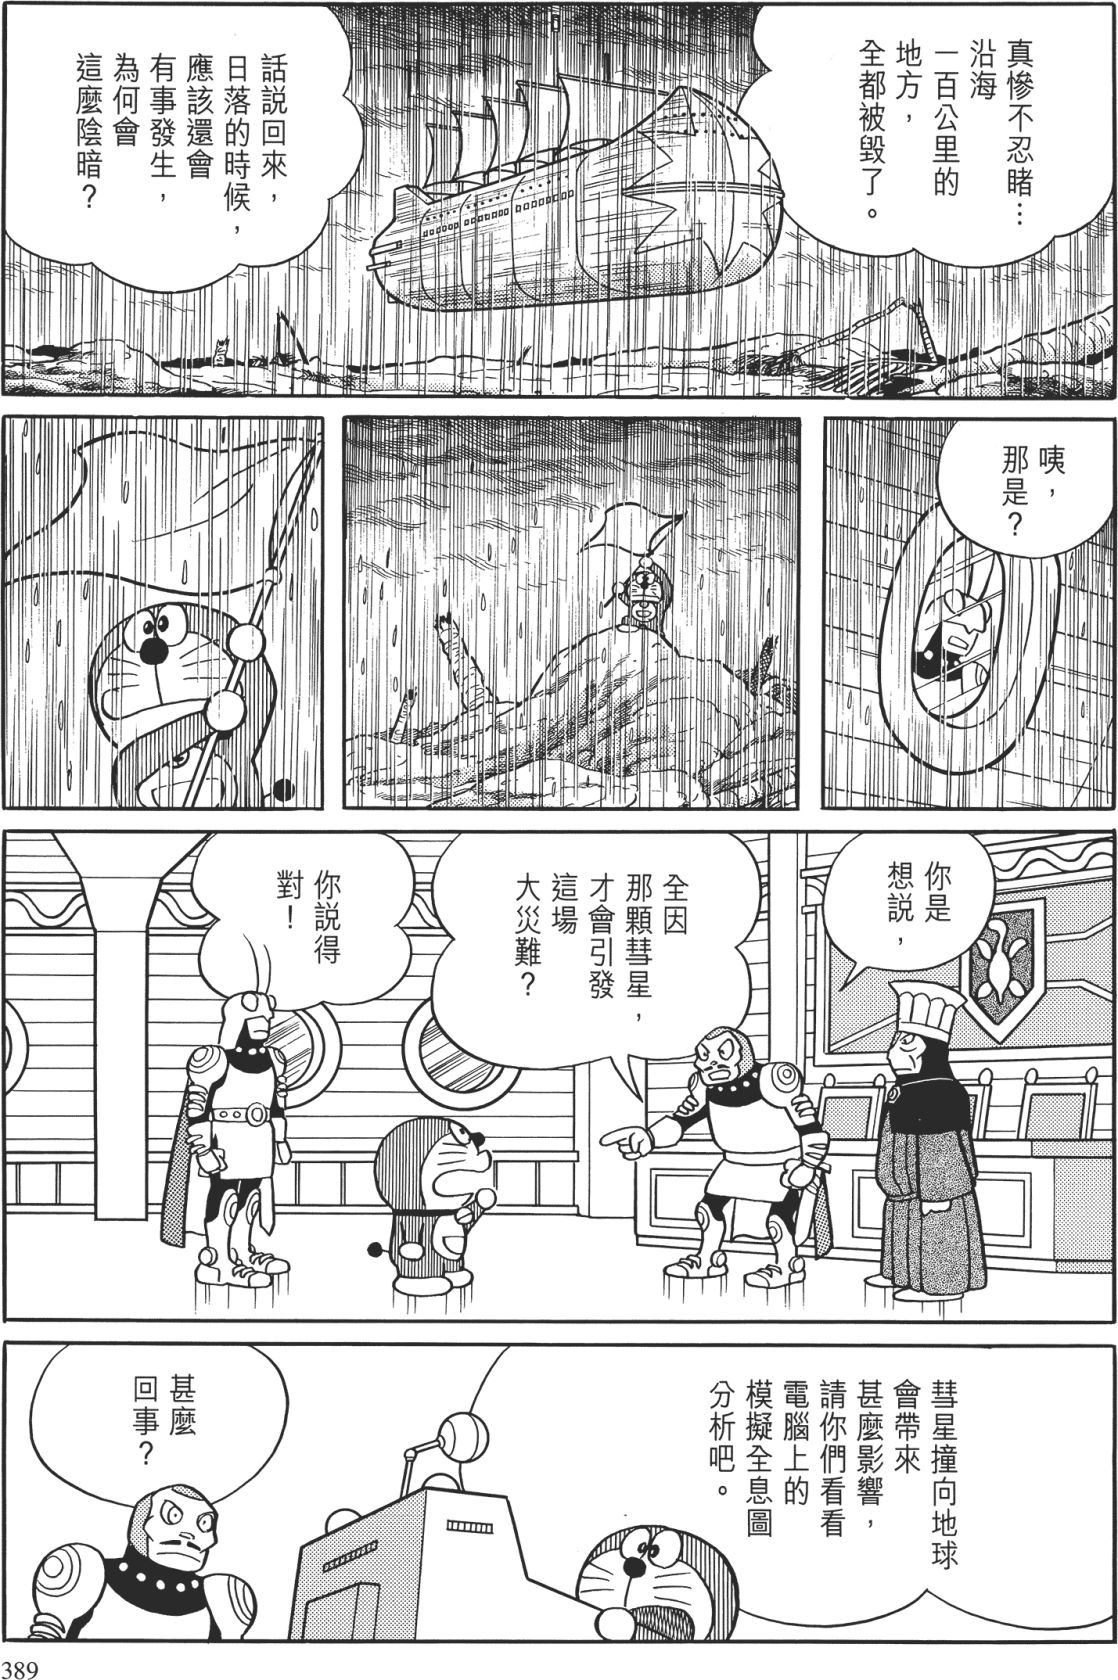 真慘不忍睹…
沿海
一百公里的
地方，
全都被毀了。
話說回來，
日落的時候，
應該還會
有事發生，
為何會
這麼陰暗？
咦，
那是？
你是
想說，
全因
那顆彗星，
才會引發
這場
大災難？
你說得
對！
彗星撞向地球
會帶來
甚麼影響，
請你們看看
電腦上的
模擬全息圖
分析吧。
甚麼
回事？
389